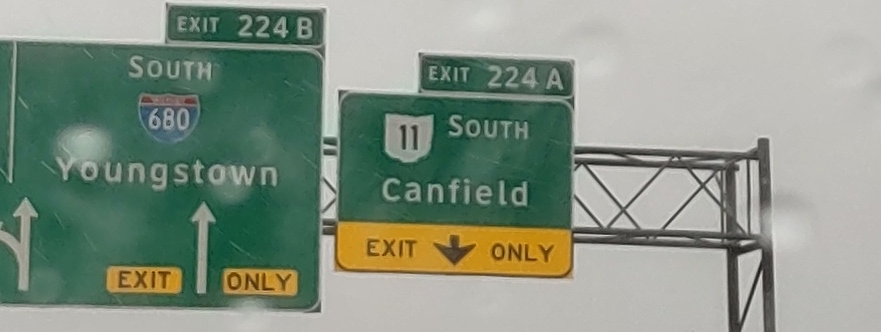 EXIT 224 B
SOUTH
680
Youngstown
EXIT ONLY
EXIT 224 A
11 SOUTH
Canfield
EXIT ONLY